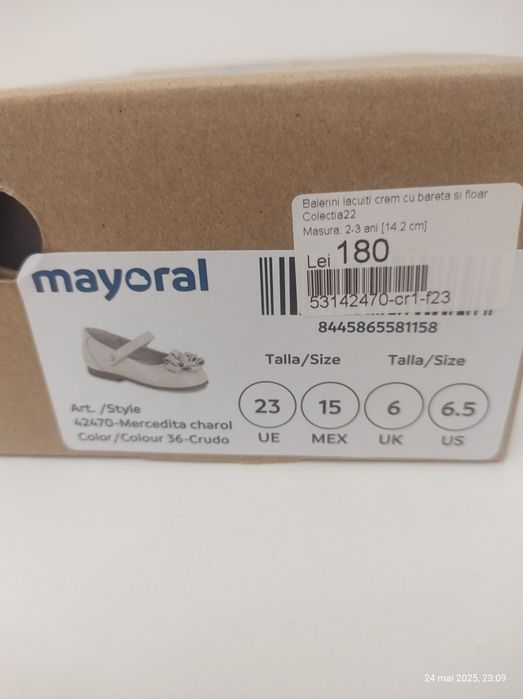 Balerini lacuiti crem cu bareta si floar
Colectia22
Masura: 2-3 ani [14.2 cm]
Lei 180
53142470-cr1-f23
mayoral
8445865581158
Talla/Size
Talla/Size
23
15
6
6.5
UE
MEX
UK
US
Art. /Style
42470-Mercedita charol
Color/Colour 36-Crudo
24 mai 2025, 23:09